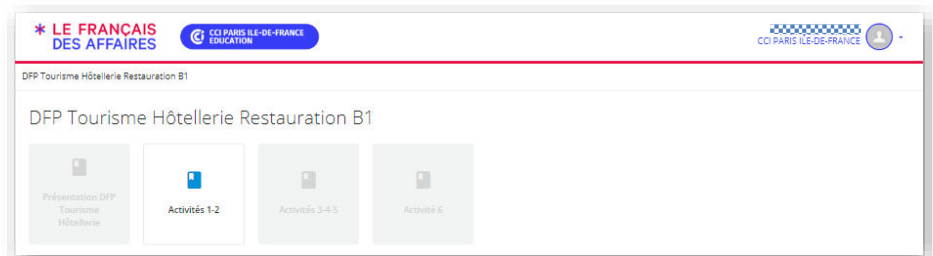 * LE FRANÇAIS
DES AFFAIRES
CCI PARIS ILE-DE-FRANCE
EDUCATION
CCI PARIS ILE-DE-FRANCE
DFP Tourisme Hôtellerie Restauration B1
DFP Tourisme Hôtellerie Restauration B1
Présentation DFP
Tourisme
Hôtellerie
Activités 1-2
Activités 3-4-5
Activité 6